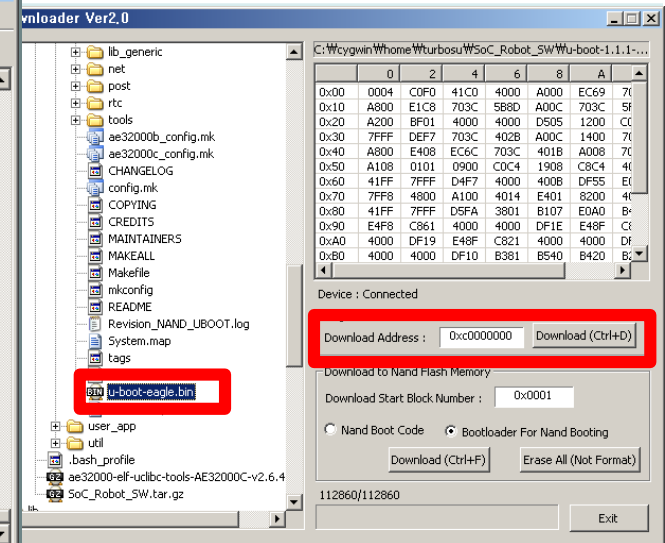 wnloader Ver2,0
lib_generic
net
post
rtc
tools
ae32000b_config.mk
ae32000c_config.mk
CHANGELOG
config.mk
COPYING
CREDITS
MAINTAINERS
MAKEALL
Makefile
mkconfig
README
Revision_NAND_UBOOT.log
System.map
tags
u-boot-eagle.bin
user_app
util
.bash_profile
ae32000-elf-uclibc-tools-AE32000C-v2.6.4
SoC_Robot_SW.tar.gz
C:₩cygwin₩home₩turbosu₩SoC_Robot_SW₩u-boot-1.1.1-...
0 2 4 6 8 A
0x00 0004 C0F0 41C0 4000 A000 EC69
0x10 A800 E1C8 703C 5B8D A00C 703C
0x20 A200 BF01 4000 4000 D505 1200
0x30 7FFF DEF7 703C 402B A00C 1400
0x40 A800 E408 EC6C 703C 401B A008
0x50 A108 0101 0900 C0C4 1908 C8C4
0x60 41FF 7FFF D4F7 4000 400B DF55
0x70 7FF8 4800 A100 4014 E401 8200
0x80 41FF 7FFF D5FA 3801 B107 E0A0
0x90 E4F8 C861 4000 4000 DF1E E48F
0xA0 4000 DF19 E48F C821 4000 4000
0xB0 4000 4000 DF10 B381 B540 B420
Device : Connected
Download Address : 0xc0000000 Download (Ctrl+D)
Download to Nand Flash Memory
Download Start Block Number : 0x0001
Nand Boot Code Bootloader For Nand Booting
Download (Ctrl+F) Erase All (Not Format)
112860/112860
Exit